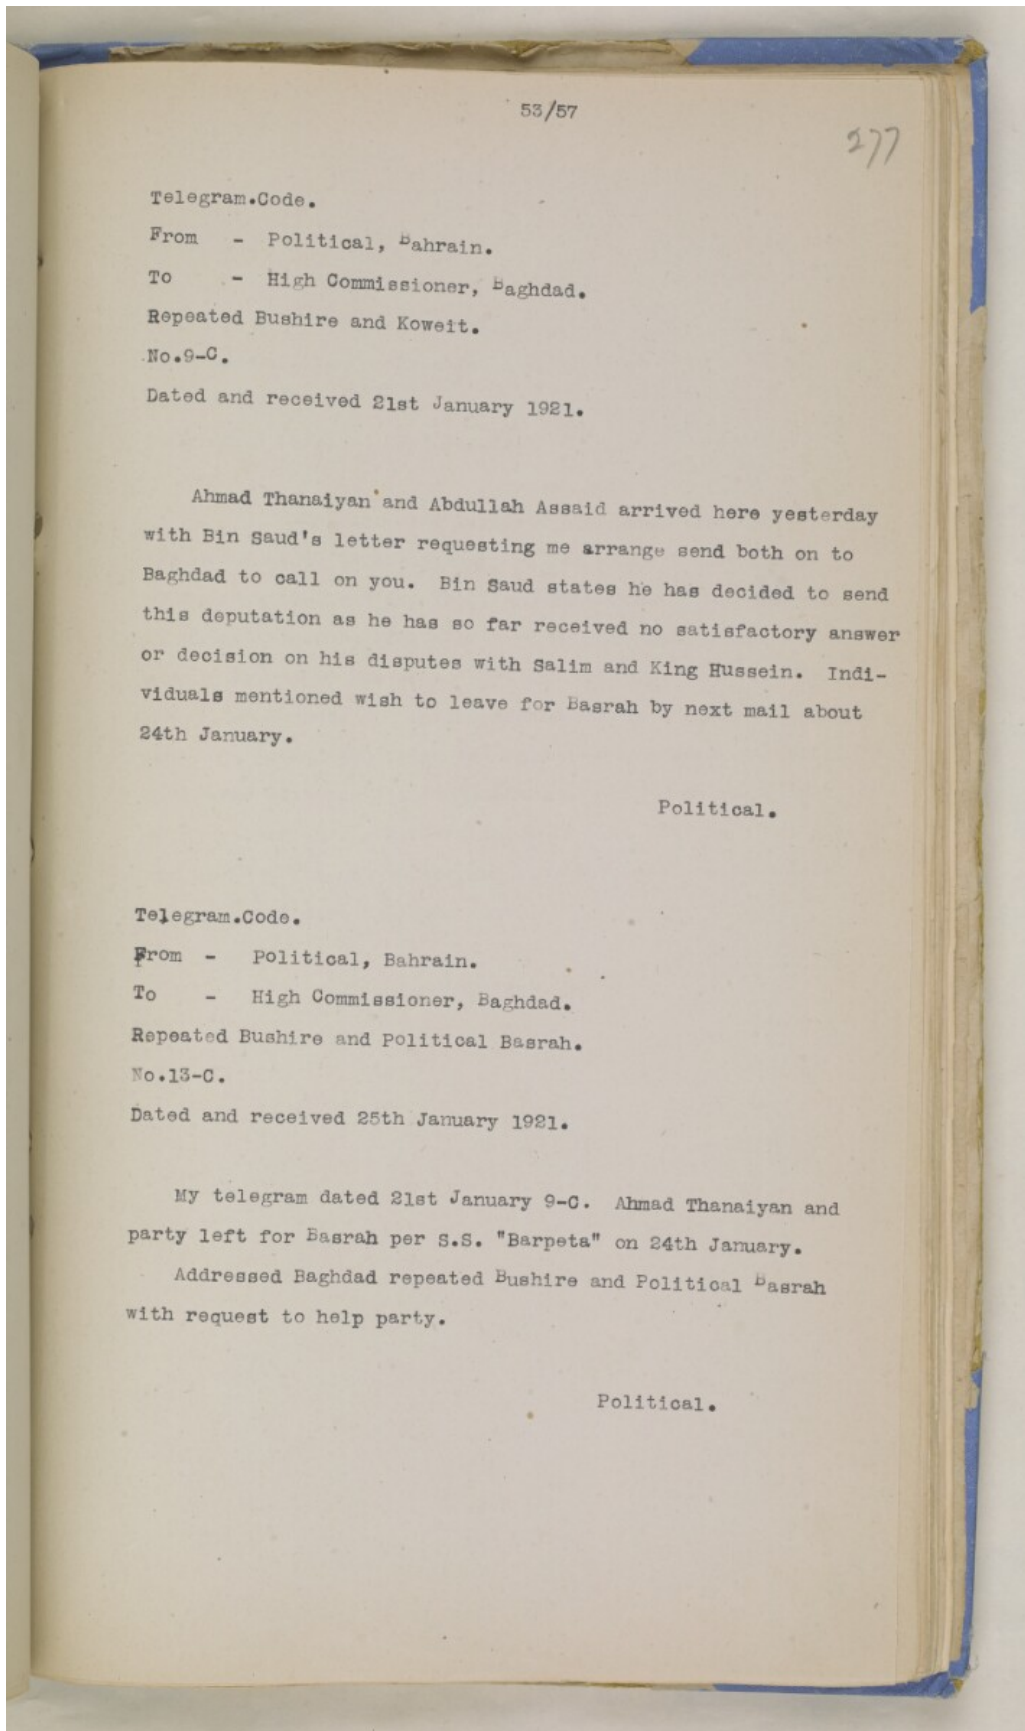 53/57
277
Telegram.Code.
From - Political, Bahrain.
To - High Commissioner, Baghdad.
Repeated Bushire and Koweit.
No.9-C.
Dated and received 21st January 1921.
Ahmad Thanaiyan and Abdullah Assaid arrived here yesterday
with Bin Saud's letter requesting me arrange send both on to
Baghdad to call on you. Bin Saud states he has decided to send
this deputation as he has so far received no satisfactory answer
or decision on his disputes with Salim and King Hussein. Indi-
viduals mentioned wish to leave for Basrah by next mail about
24th January.
Political.
Telegram.Code.
From - Political, Bahrain.
To - High Commissioner, Baghdad.
Repeated Bushire and Political Basrah.
No.13-C.
Dated and received 25th January 1921.
My telegram dated 21st January 9-C. Ahmad Thanaiyan and
party left for Basrah per S.S. "Barpeta" on 24th January.
Addressed Baghdad repeated Bushire and Political Basrah
with request to help party.
Political.